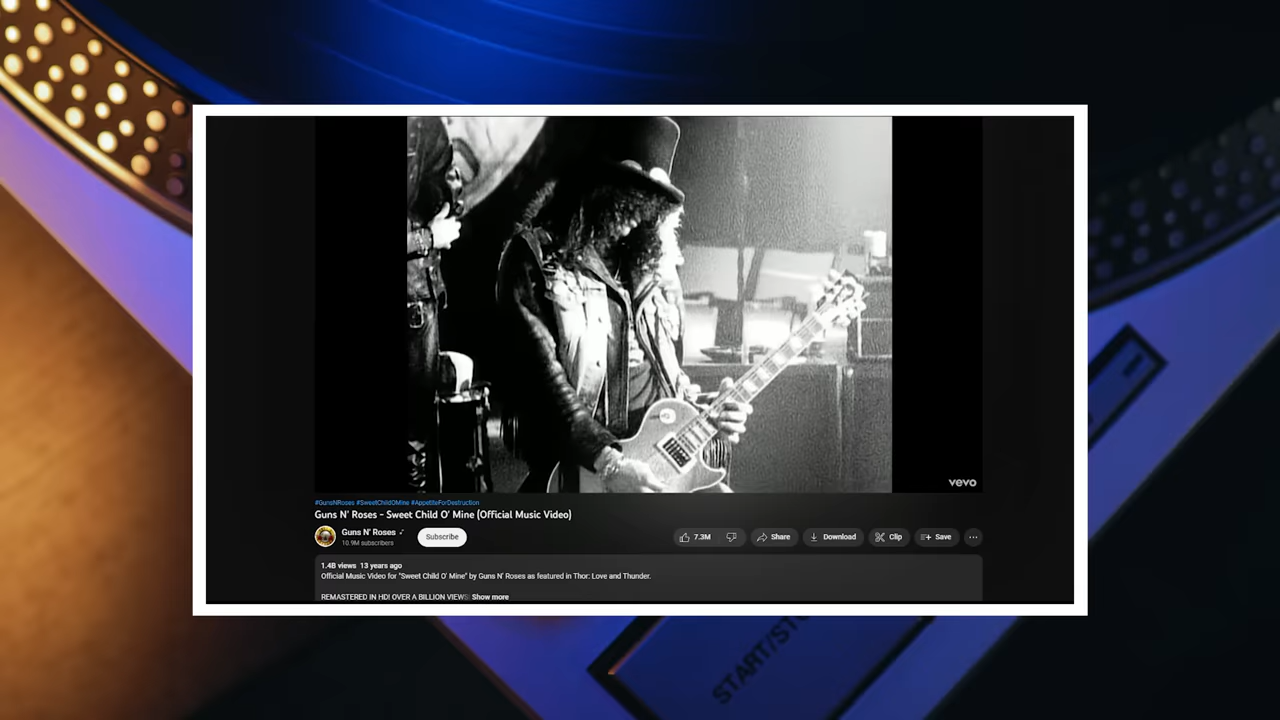 vevo
#GunsNRoses #SweetChildOMine #AppetiteForDestruction
Guns N' Roses - Sweet Child O' Mine (Official Music Video)
Guns N' Roses
10.9M subscribers
Subscribe
7.3M
Share
Download
Clip
Save
1.4B views 13 years ago
Official Music Video for "Sweet Child O' Mine" by Guns N' Roses as featured in Thor: Love and Thunder.
REMASTERED IN HD! OVER A BILLION VIEWS! Show more
START/STO